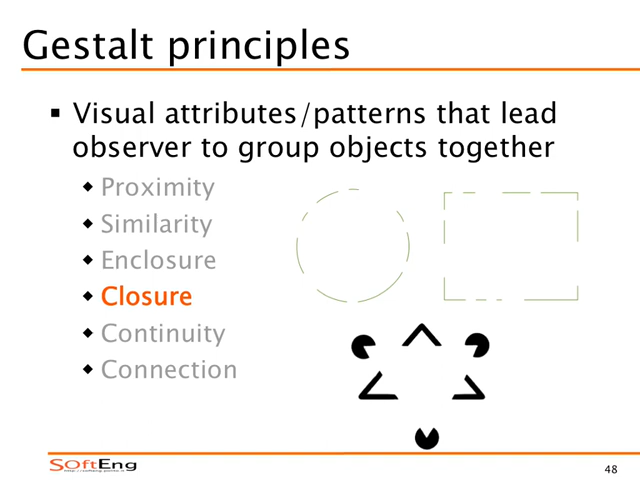 Gestalt principles
▪ Visual attributes/patterns that lead
observer to group objects together
◆ Proximity
◆ Similarity
◆ Enclosure
◆ Closure
◆ Continuity
◆ Connection
SOftEng
48